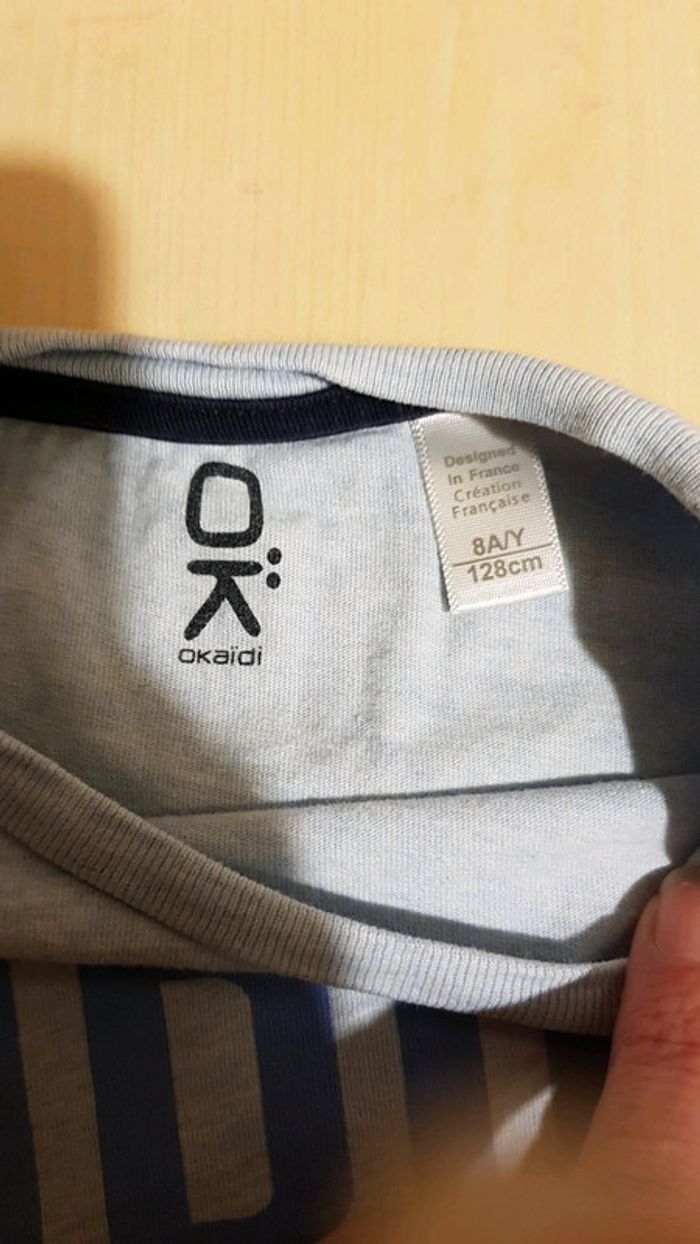 OK:
OKAÏDI
Designed
In France
Création
Française
8A/Y
128cm